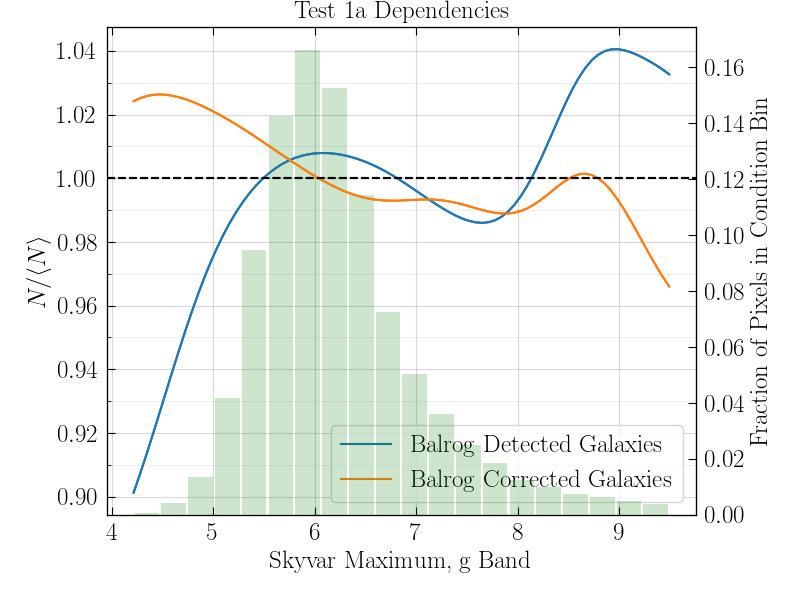 Test 1a Dependencies
1.04
1.02
1.00
0.98
0.96
0.94
0.92
0.90
N/⟨N⟩
0.16
0.14
0.12
0.10
0.08
0.06
0.04
0.02
0.00
Fraction of Pixels in Condition Bin
Balrog Detected Galaxies
Balrog Corrected Galaxies
4 5 6 7 8 9
Skyvar Maximum, g Band